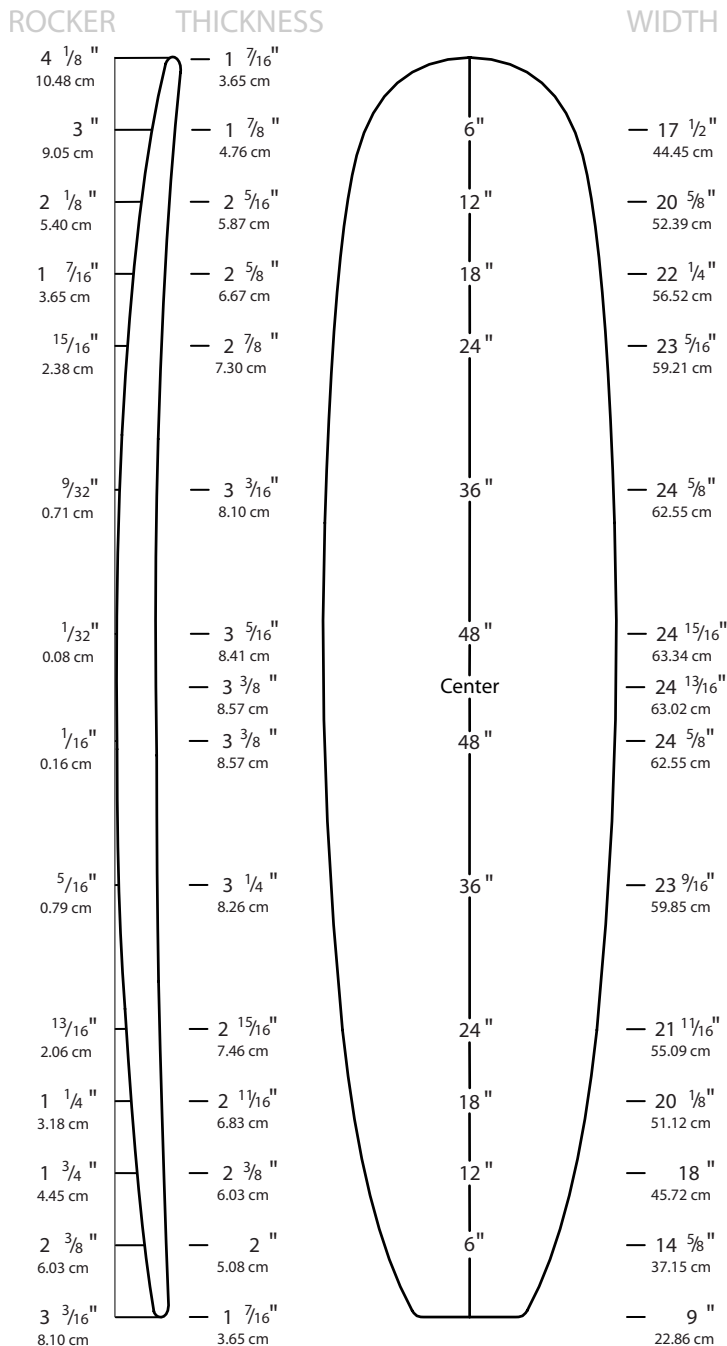 ROCKER THICKNESS WIDTH
4 1/8" 1 7/16"
10.48 cm 3.65 cm
3" 1 7/8" 6" 17 1/2"
9.05 cm 4.76 cm 44.45 cm
2 1/8" 2 5/16" 12" 20 5/8"
5.40 cm 5.87 cm 52.39 cm
1 7/16" 2 5/8" 18" 22 1/4"
3.65 cm 6.67 cm 56.52 cm
15/16" 2 7/8" 24" 23 5/16"
2.38 cm 7.30 cm 59.21 cm
9/32" 3 3/16" 36" 24 5/8"
0.71 cm 8.10 cm 62.55 cm
1/32" 3 5/16" 48" 24 15/16"
0.08 cm 8.41 cm 63.34 cm
3 3/8" Center 24 13/16"
8.57 cm 63.02 cm
1/16" 3 3/8" 48" 24 5/8"
0.16 cm 8.57 cm 62.55 cm
5/16" 3 1/4" 36" 23 9/16"
0.79 cm 8.26 cm 59.85 cm
13/16" 2 15/16" 24" 21 11/16"
2.06 cm 7.46 cm 55.09 cm
1 1/4" 2 11/16" 18" 20 1/8"
3.18 cm 6.83 cm 51.12 cm
1 3/4" 2 3/8" 12" 18"
4.45 cm 6.03 cm 45.72 cm
2 3/8" 2" 6" 14 5/8"
6.03 cm 5.08 cm 37.15 cm
3 3/16" 1 7/16" 9"
8.10 cm 3.65 cm 22.86 cm